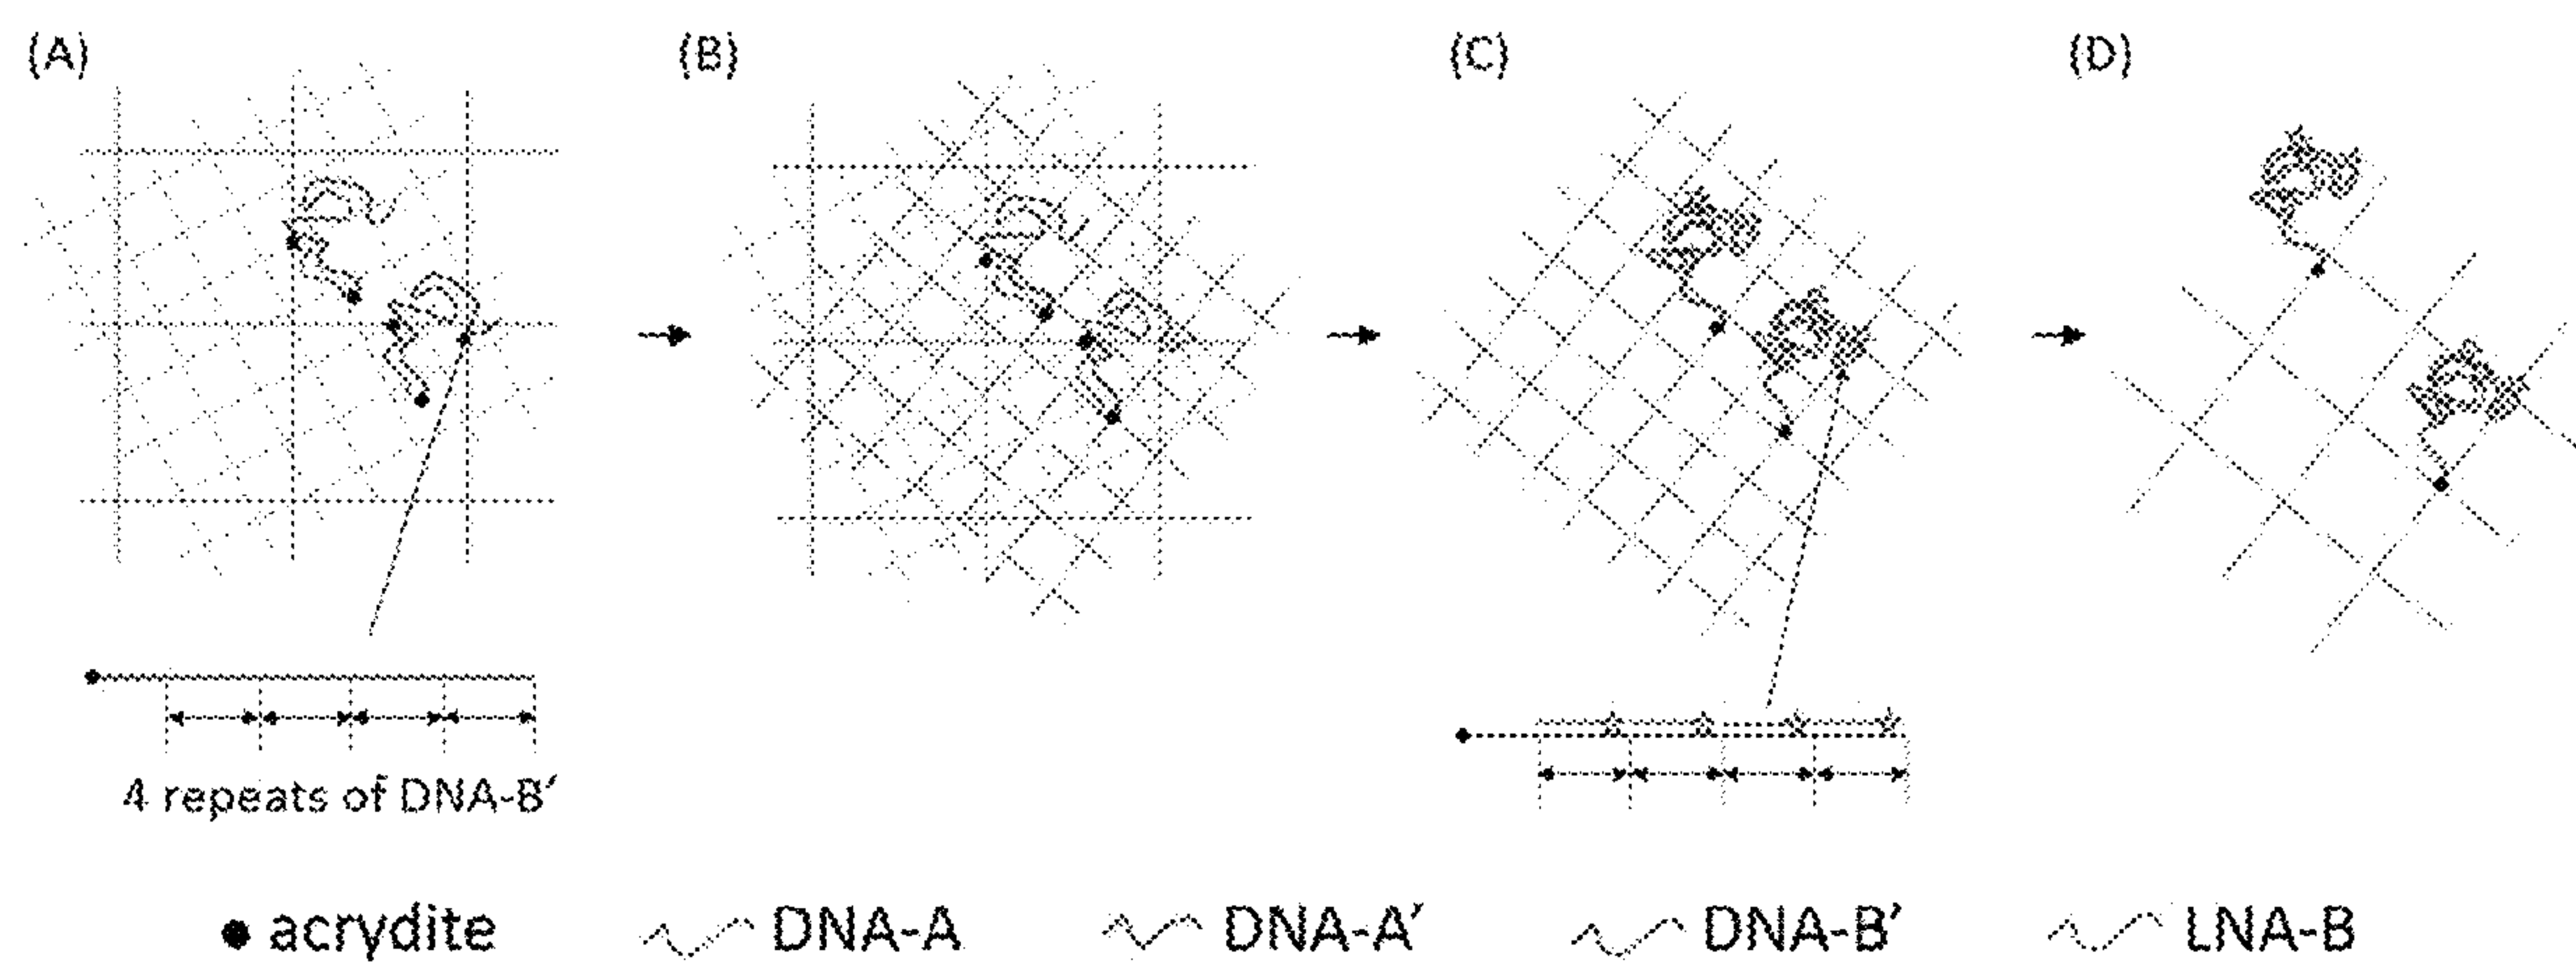 (A) (B) (C) (D)
4 repeats of DNA-B′
acrydite DNA-A DNA-A′ DNA-B′ LNA-B